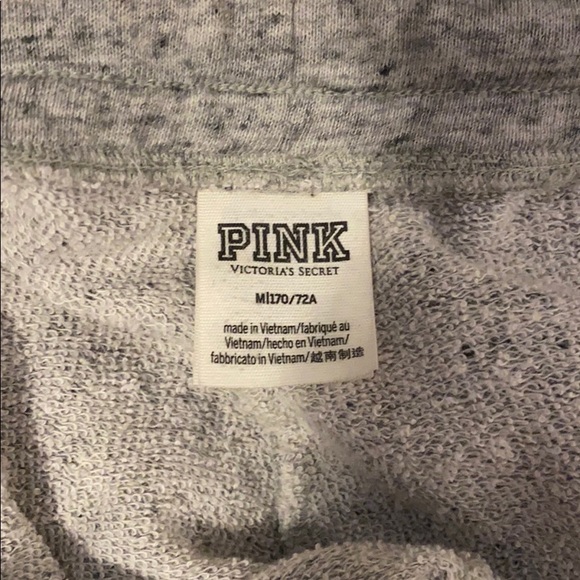 PINK
VICTORIA'S SECRET
M|170/72A
made in Vietnam/fabriqué au
Vietnam/hecho en Vietnam/
fabbricato in Vietnam/越南制造